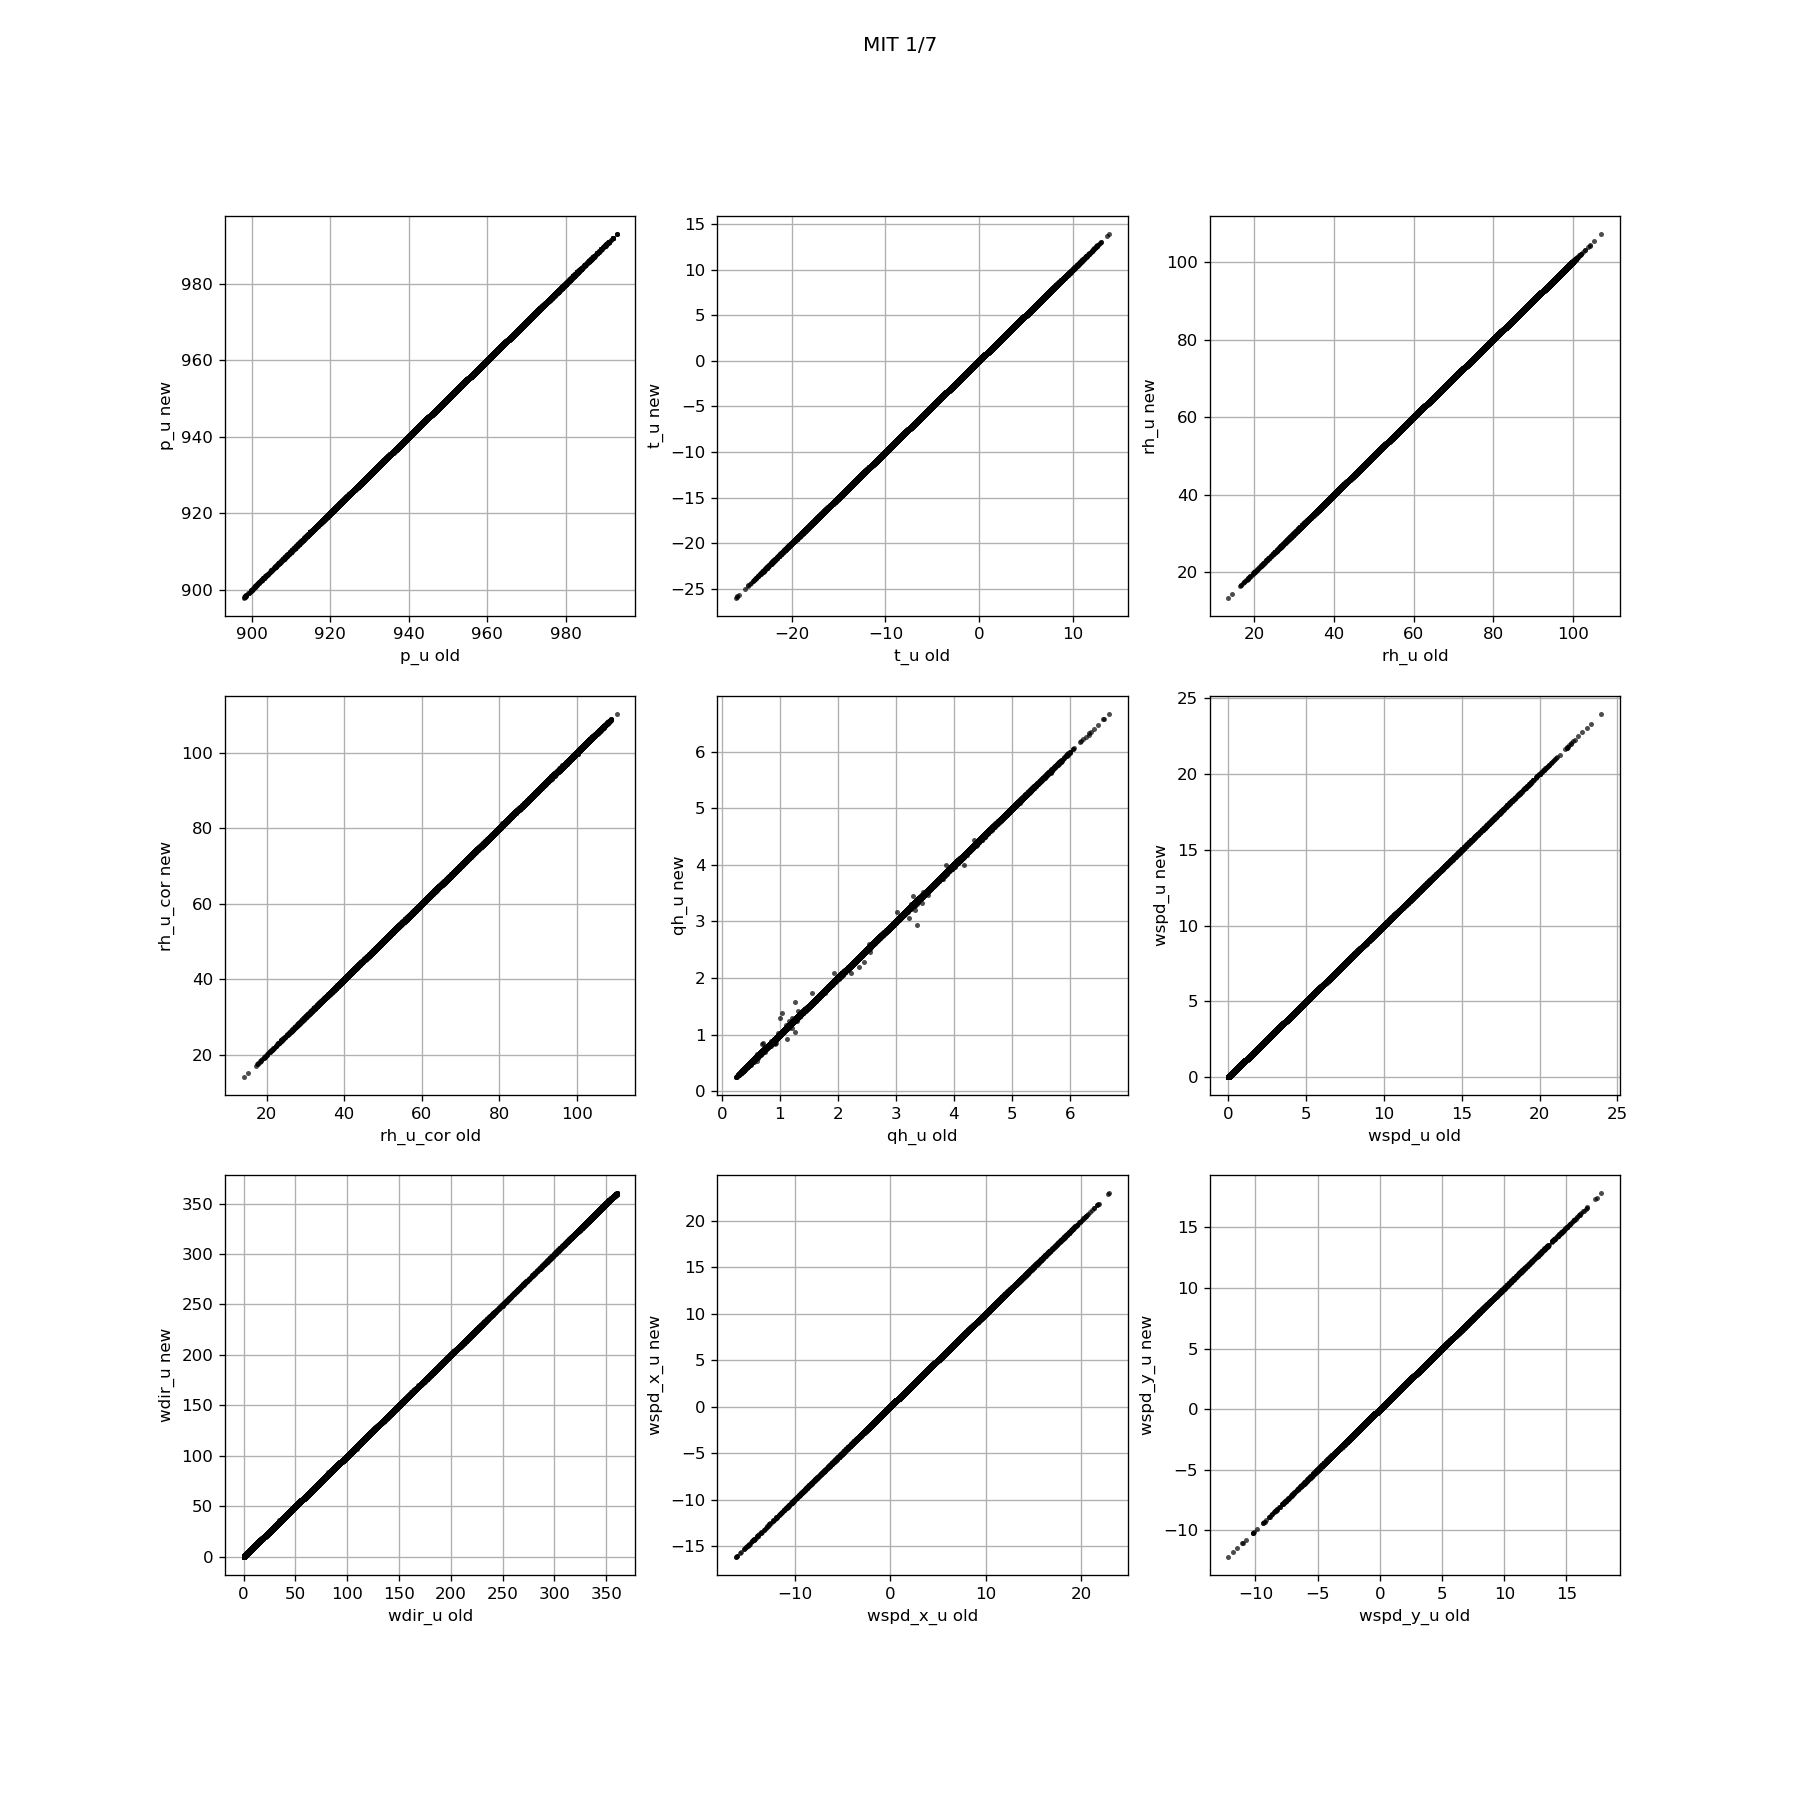 MIT 1/7
p_u new
980
960
940
920
900
900 920 940 960 980
p_u old
t_u new
15
10
5
0
−5
−10
−15
−20
−25
−20 −10 0 10
t_u old
rh_u new
100
80
60
40
20
20 40 60 80 100
rh_u old
rh_u_cor new
100
80
60
40
20
20 40 60 80 100
rh_u_cor old
qh_u new
6
5
4
3
2
1
0
0 1 2 3 4 5 6
qh_u old
wspd_u new
25
20
15
10
5
0
0 5 10 15 20 25
wspd_u old
wdir_u new
350
300
250
200
150
100
50
0
0 50 100 150 200 250 300 350
wdir_u old
wspd_x_u new
20
15
10
5
0
−5
−10
−15
−10 0 10 20
wspd_x_u old
wspd_y_u new
15
10
5
0
−5
−10
−10 −5 0 5 10 15
wspd_y_u old